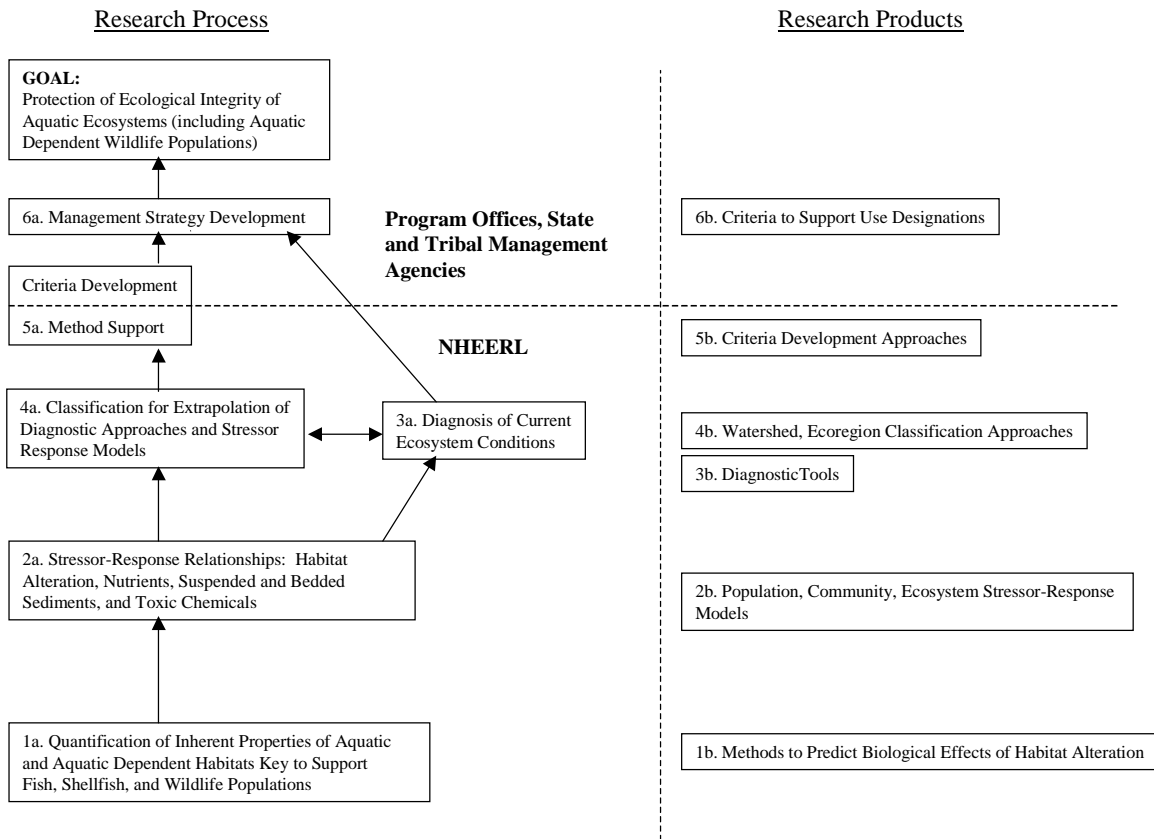 Research Process
Research Products
GOAL:
Protection of Ecological Integrity of
Aquatic Ecosystems (including Aquatic
Dependent Wildlife Populations)
6a. Management Strategy Development
Program Offices, State
and Tribal Management
Agencies
6b. Criteria to Support Use Designations
Criteria Development
5a. Method Support
NHEERL
5b. Criteria Development Approaches
4a. Classification for Extrapolation of
Diagnostic Approaches and Stressor
Response Models
3a. Diagnosis of Current
Ecosystem Conditions
4b. Watershed, Ecoregion Classification Approaches
3b. DiagnosticTools
2a. Stressor-Response Relationships:  Habitat
Alteration, Nutrients, Suspended and Bedded
Sediments, and Toxic Chemicals
2b. Population, Community, Ecosystem Stressor-Response
Models
1a. Quantification of Inherent Properties of Aquatic
and Aquatic Dependent Habitats Key to Support
Fish, Shellfish, and Wildlife Populations
1b. Methods to Predict Biological Effects of Habitat Alteration